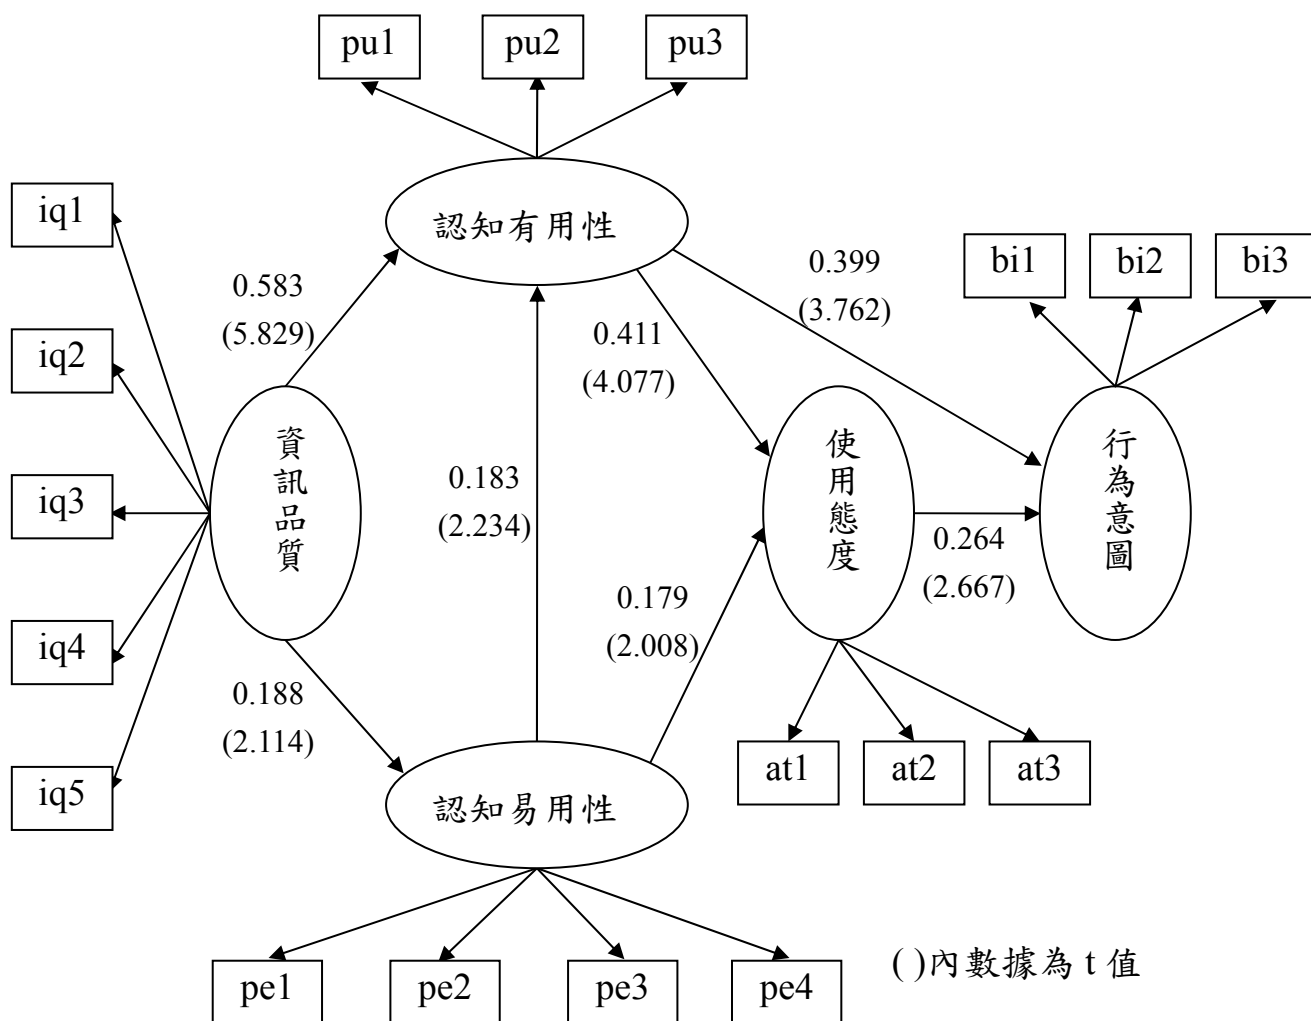 pu1
pu2
pu3
認知有用性
iq1
iq2
iq3
iq4
iq5
bi1
bi2
bi3
0.583
(5.829)
0.399
(3.762)
0.411
(4.077)
資訊品質
0.183
(2.234)
使用態度
行為意圖
0.264
(2.667)
0.179
(2.008)
0.188
(2.114)
at1
at2
at3
認知易用性
pe1
pe2
pe3
pe4
( )內數據為 t 值